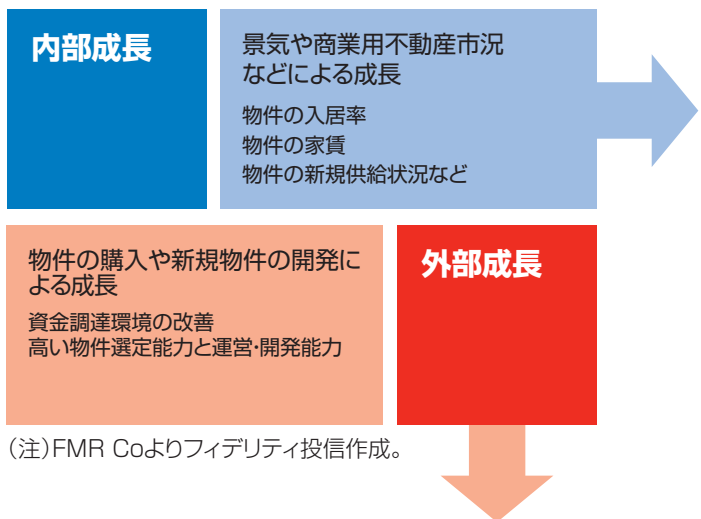 内部成長
景気や商業用不動産市況
などによる成長
物件の入居率
物件の家賃
物件の新規供給状況など
物件の購入や新規物件の開発に
よる成長
資金調達環境の改善
高い物件選定能力と運営・開発能力
外部成長
（注）FMR Coよりフィデリティ投信作成。